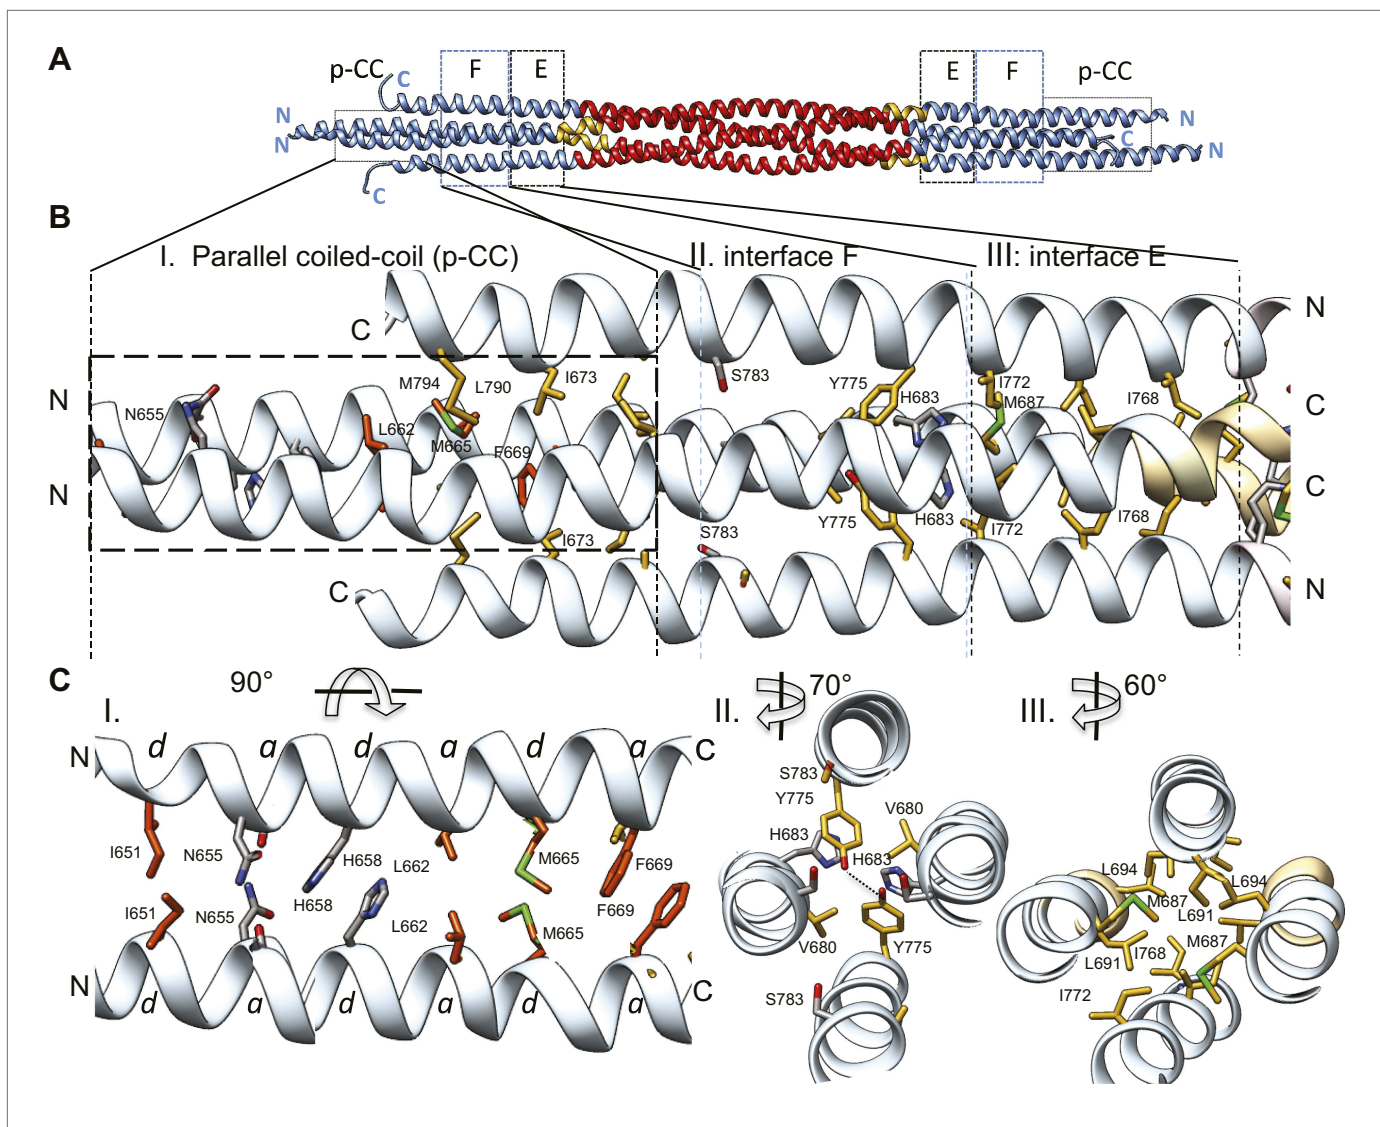 A
p-CC
C
F
E
E
F
p-CC
N
N
N
C
N
C
B
I. Parallel coiled-coil (p-CC)
II. interface F
III: interface E
C
N
M794
L790
I673
S783
Y775
H683
I772
M687
I768
N
N655
L662
M665
F669
C
N
C
I673
S783
Y775
H683
I772
I768
C
N
C
90°
I.
70°
II.
60°
III.
N
d
a
d
a
d
a
C
I651
N655
H658
L662
M665
F669
I651
N655
H658
L662
M665
F669
N
d
a
d
a
d
a
C
S783
Y775
V680
H683
H683
V680
Y775
S783
L694
L694
M687
L691
M687
L691
I768
I772